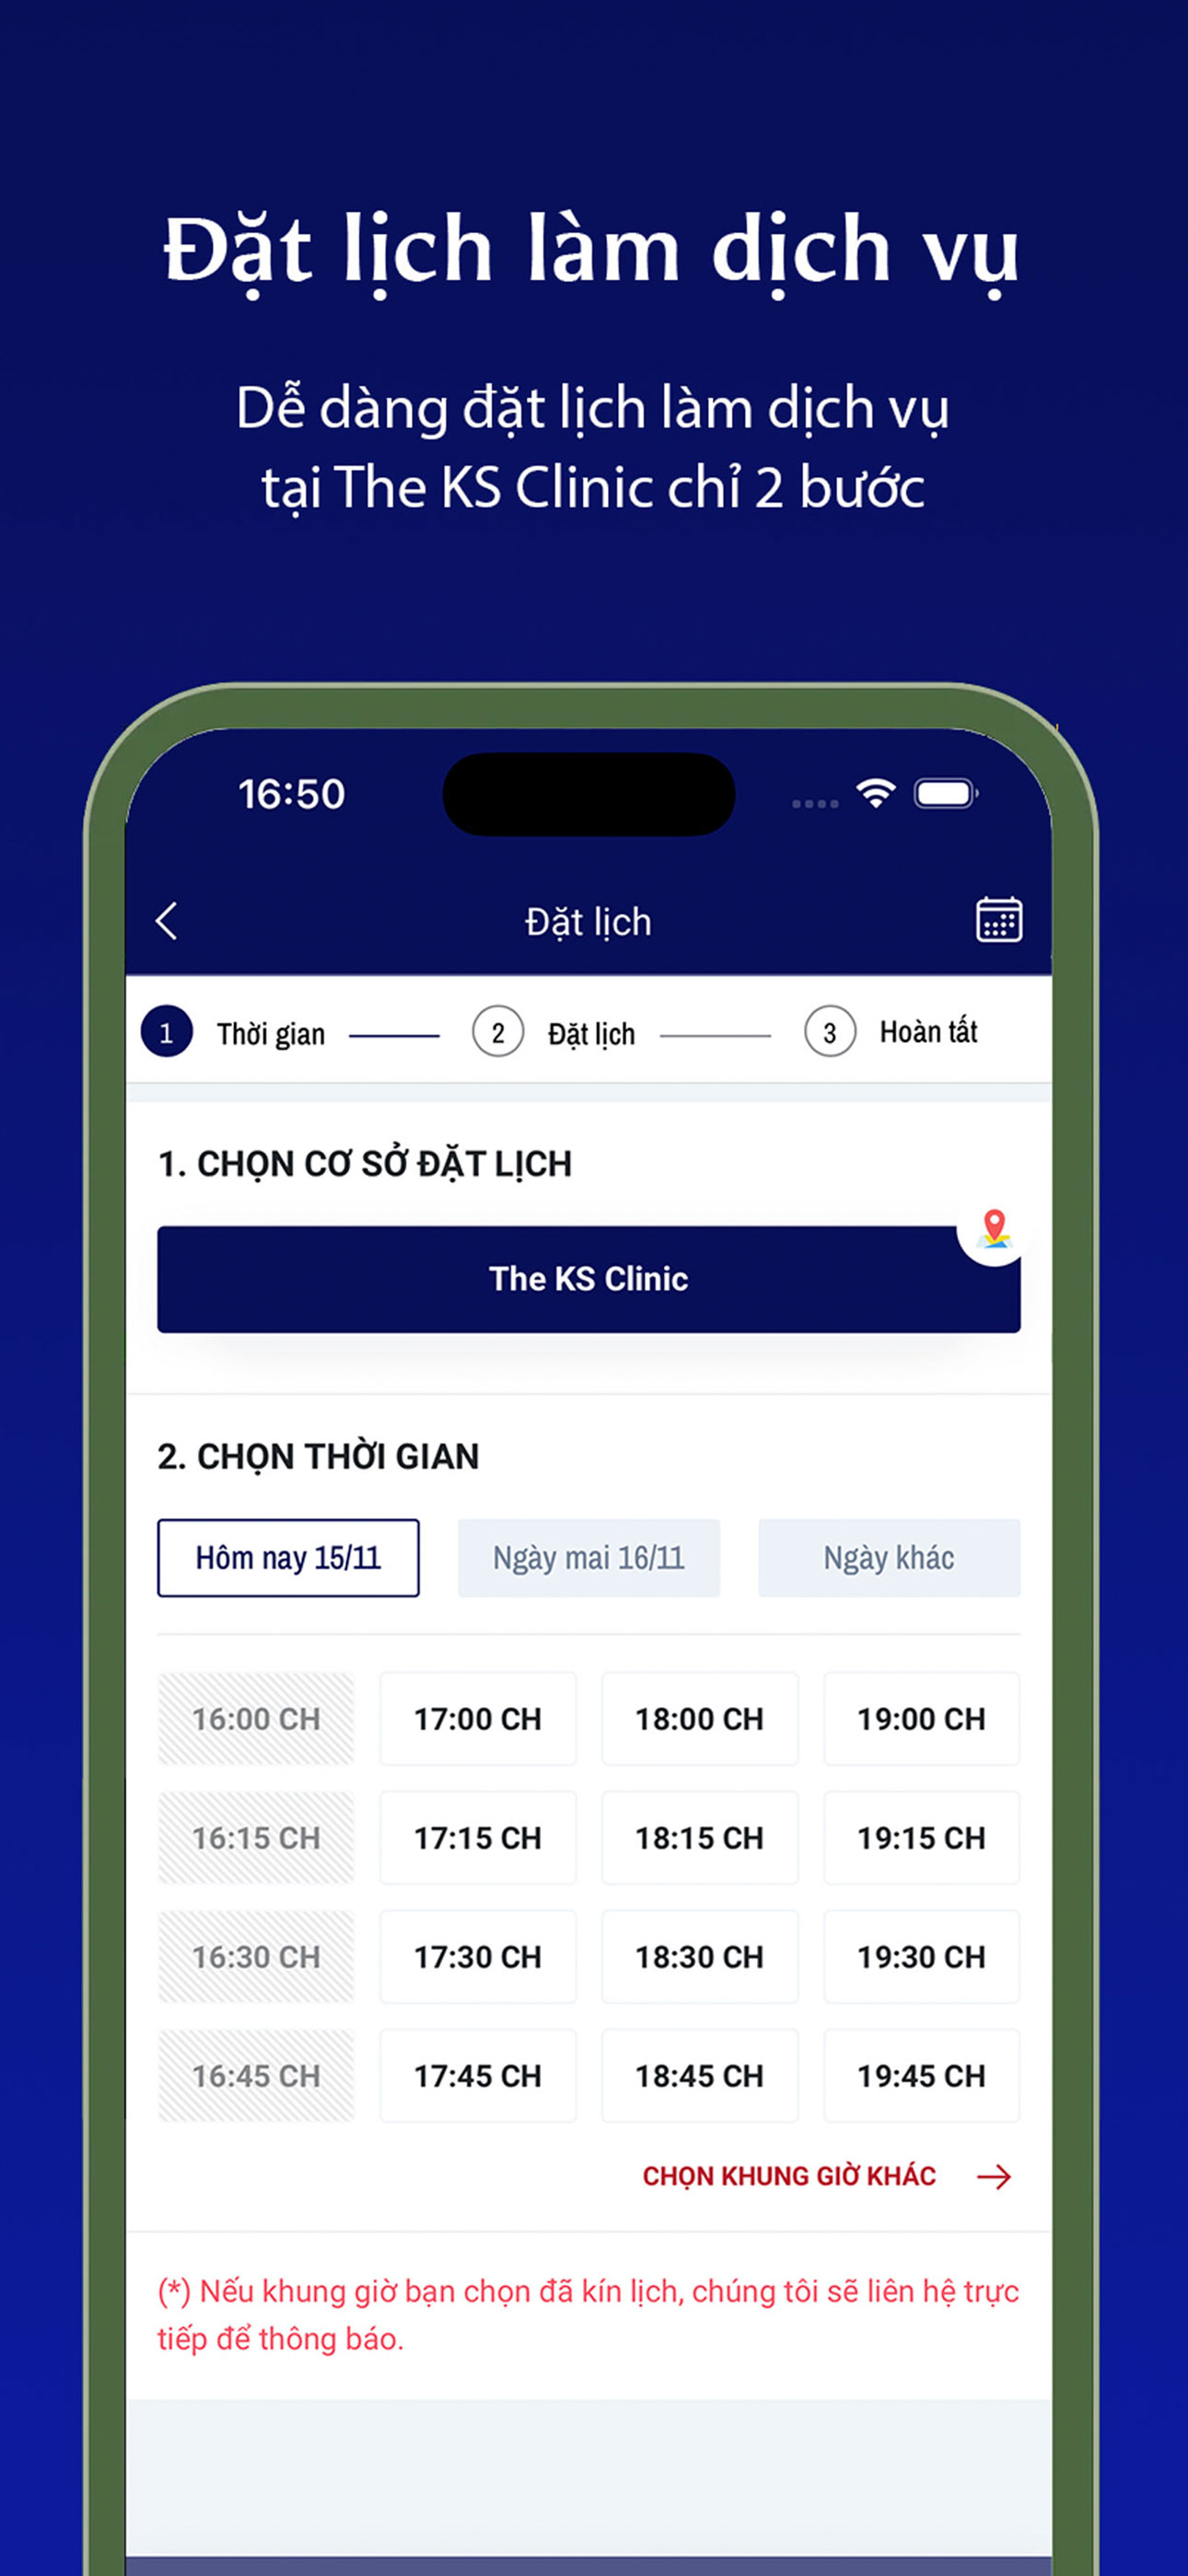 Đặt lịch làm dịch vụ
Dễ dàng đặt lịch làm dịch vụ
tại The KS Clinic chỉ 2 bước
16:50
Đặt lịch
1 Thời gian 2 Đặt lịch 3 Hoàn tất
1. CHỌN CƠ SỞ ĐẶT LỊCH
The KS Clinic
2. CHỌN THỜI GIAN
Hôm nay 15/11 Ngày mai 16/11 Ngày khác
16:00 CH 17:00 CH 18:00 CH 19:00 CH
16:15 CH 17:15 CH 18:15 CH 19:15 CH
16:30 CH 17:30 CH 18:30 CH 19:30 CH
16:45 CH 17:45 CH 18:45 CH 19:45 CH
CHỌN KHUNG GIỜ KHÁC →
(*) Nếu khung giờ bạn chọn đã kín lịch, chúng tôi sẽ liên hệ trực
tiếp để thông báo.